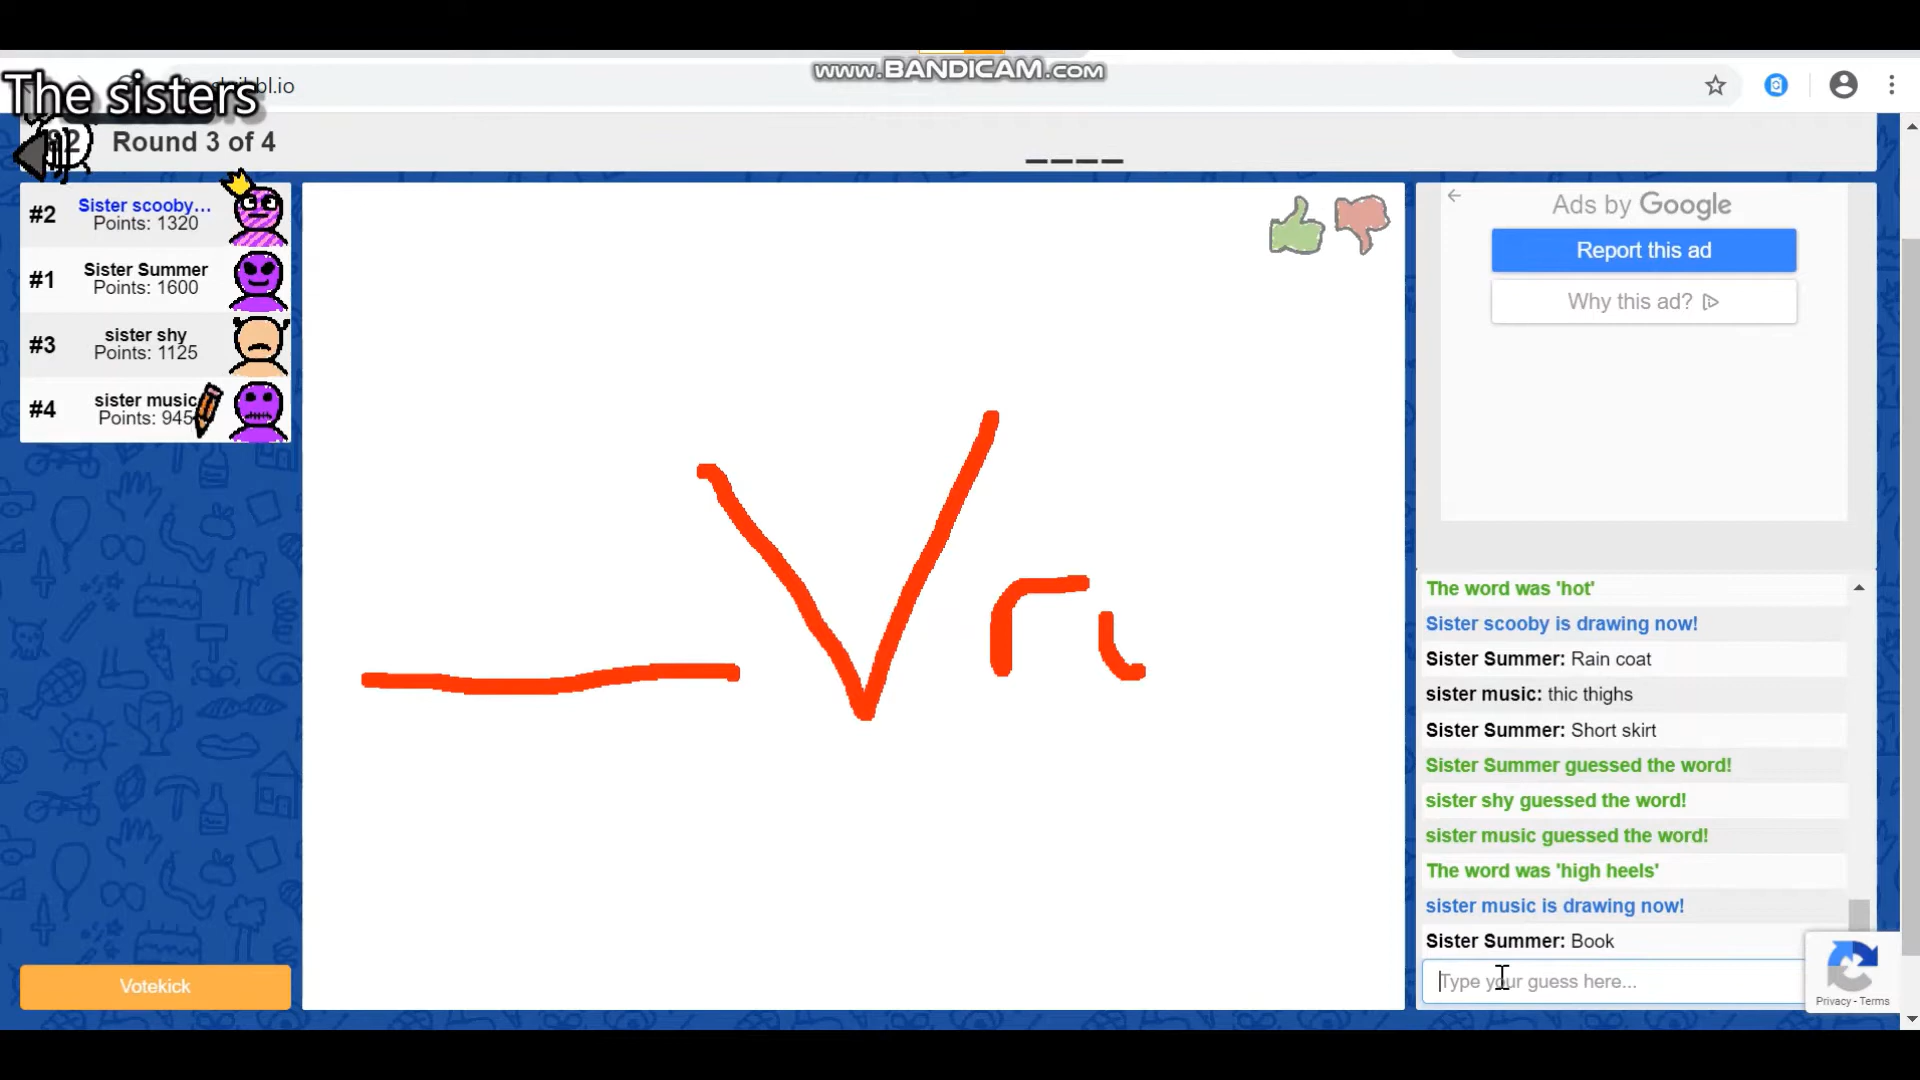 www.BANDICAM.com
The sisters
Round 3 of 4
#2 Sister scooby...
Points: 1320
#1 Sister Summer
Points: 1600
#3 sister shy
Points: 1125
#4 sister music
Points: 945
Votekick
Ads by Google
Report this ad
Why this ad?
The word was 'hot'
Sister scooby is drawing now!
Sister Summer: Rain coat
sister music: thic thighs
Sister Summer: Short skirt
Sister Summer guessed the word!
sister shy guessed the word!
sister music guessed the word!
The word was 'high heels'
sister music is drawing now!
Sister Summer: Book
Type your guess here...
Privacy - Terms